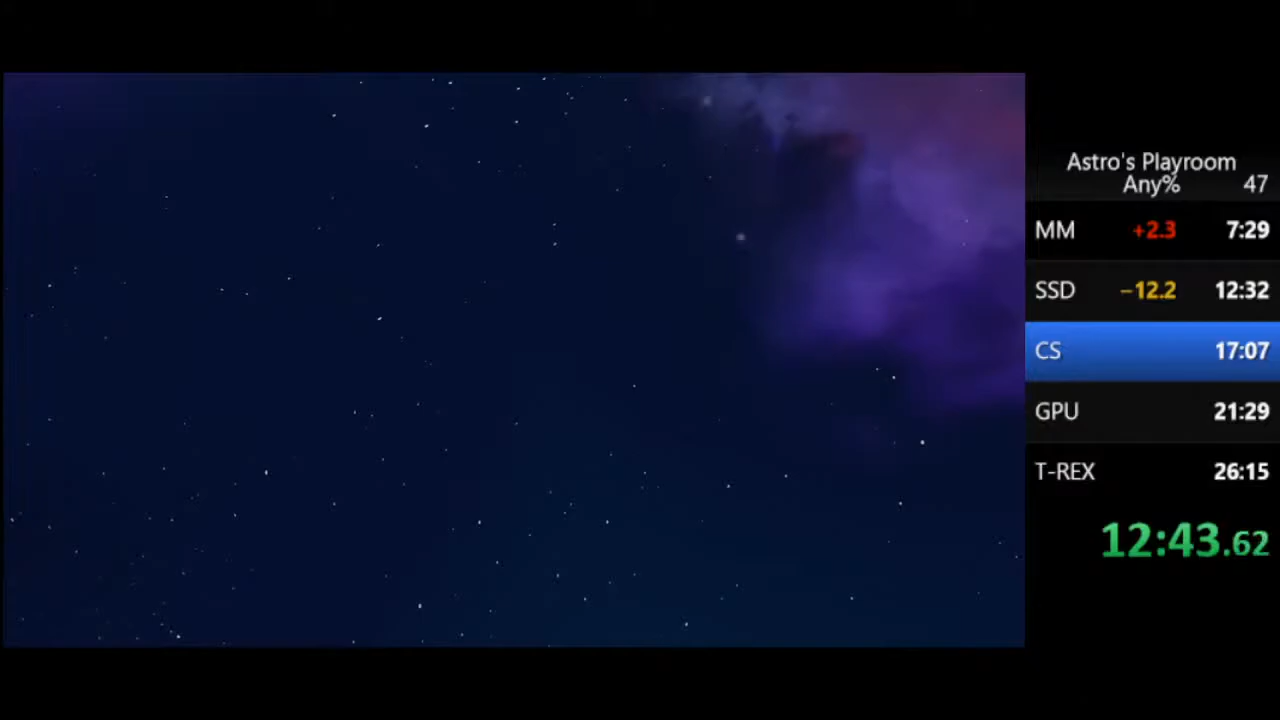 Astro's Playroom
Any% 47
MM +2.3 7:29
SSD −12.2 12:32
CS 17:07
GPU 21:29
T-REX 26:15
12:43.62